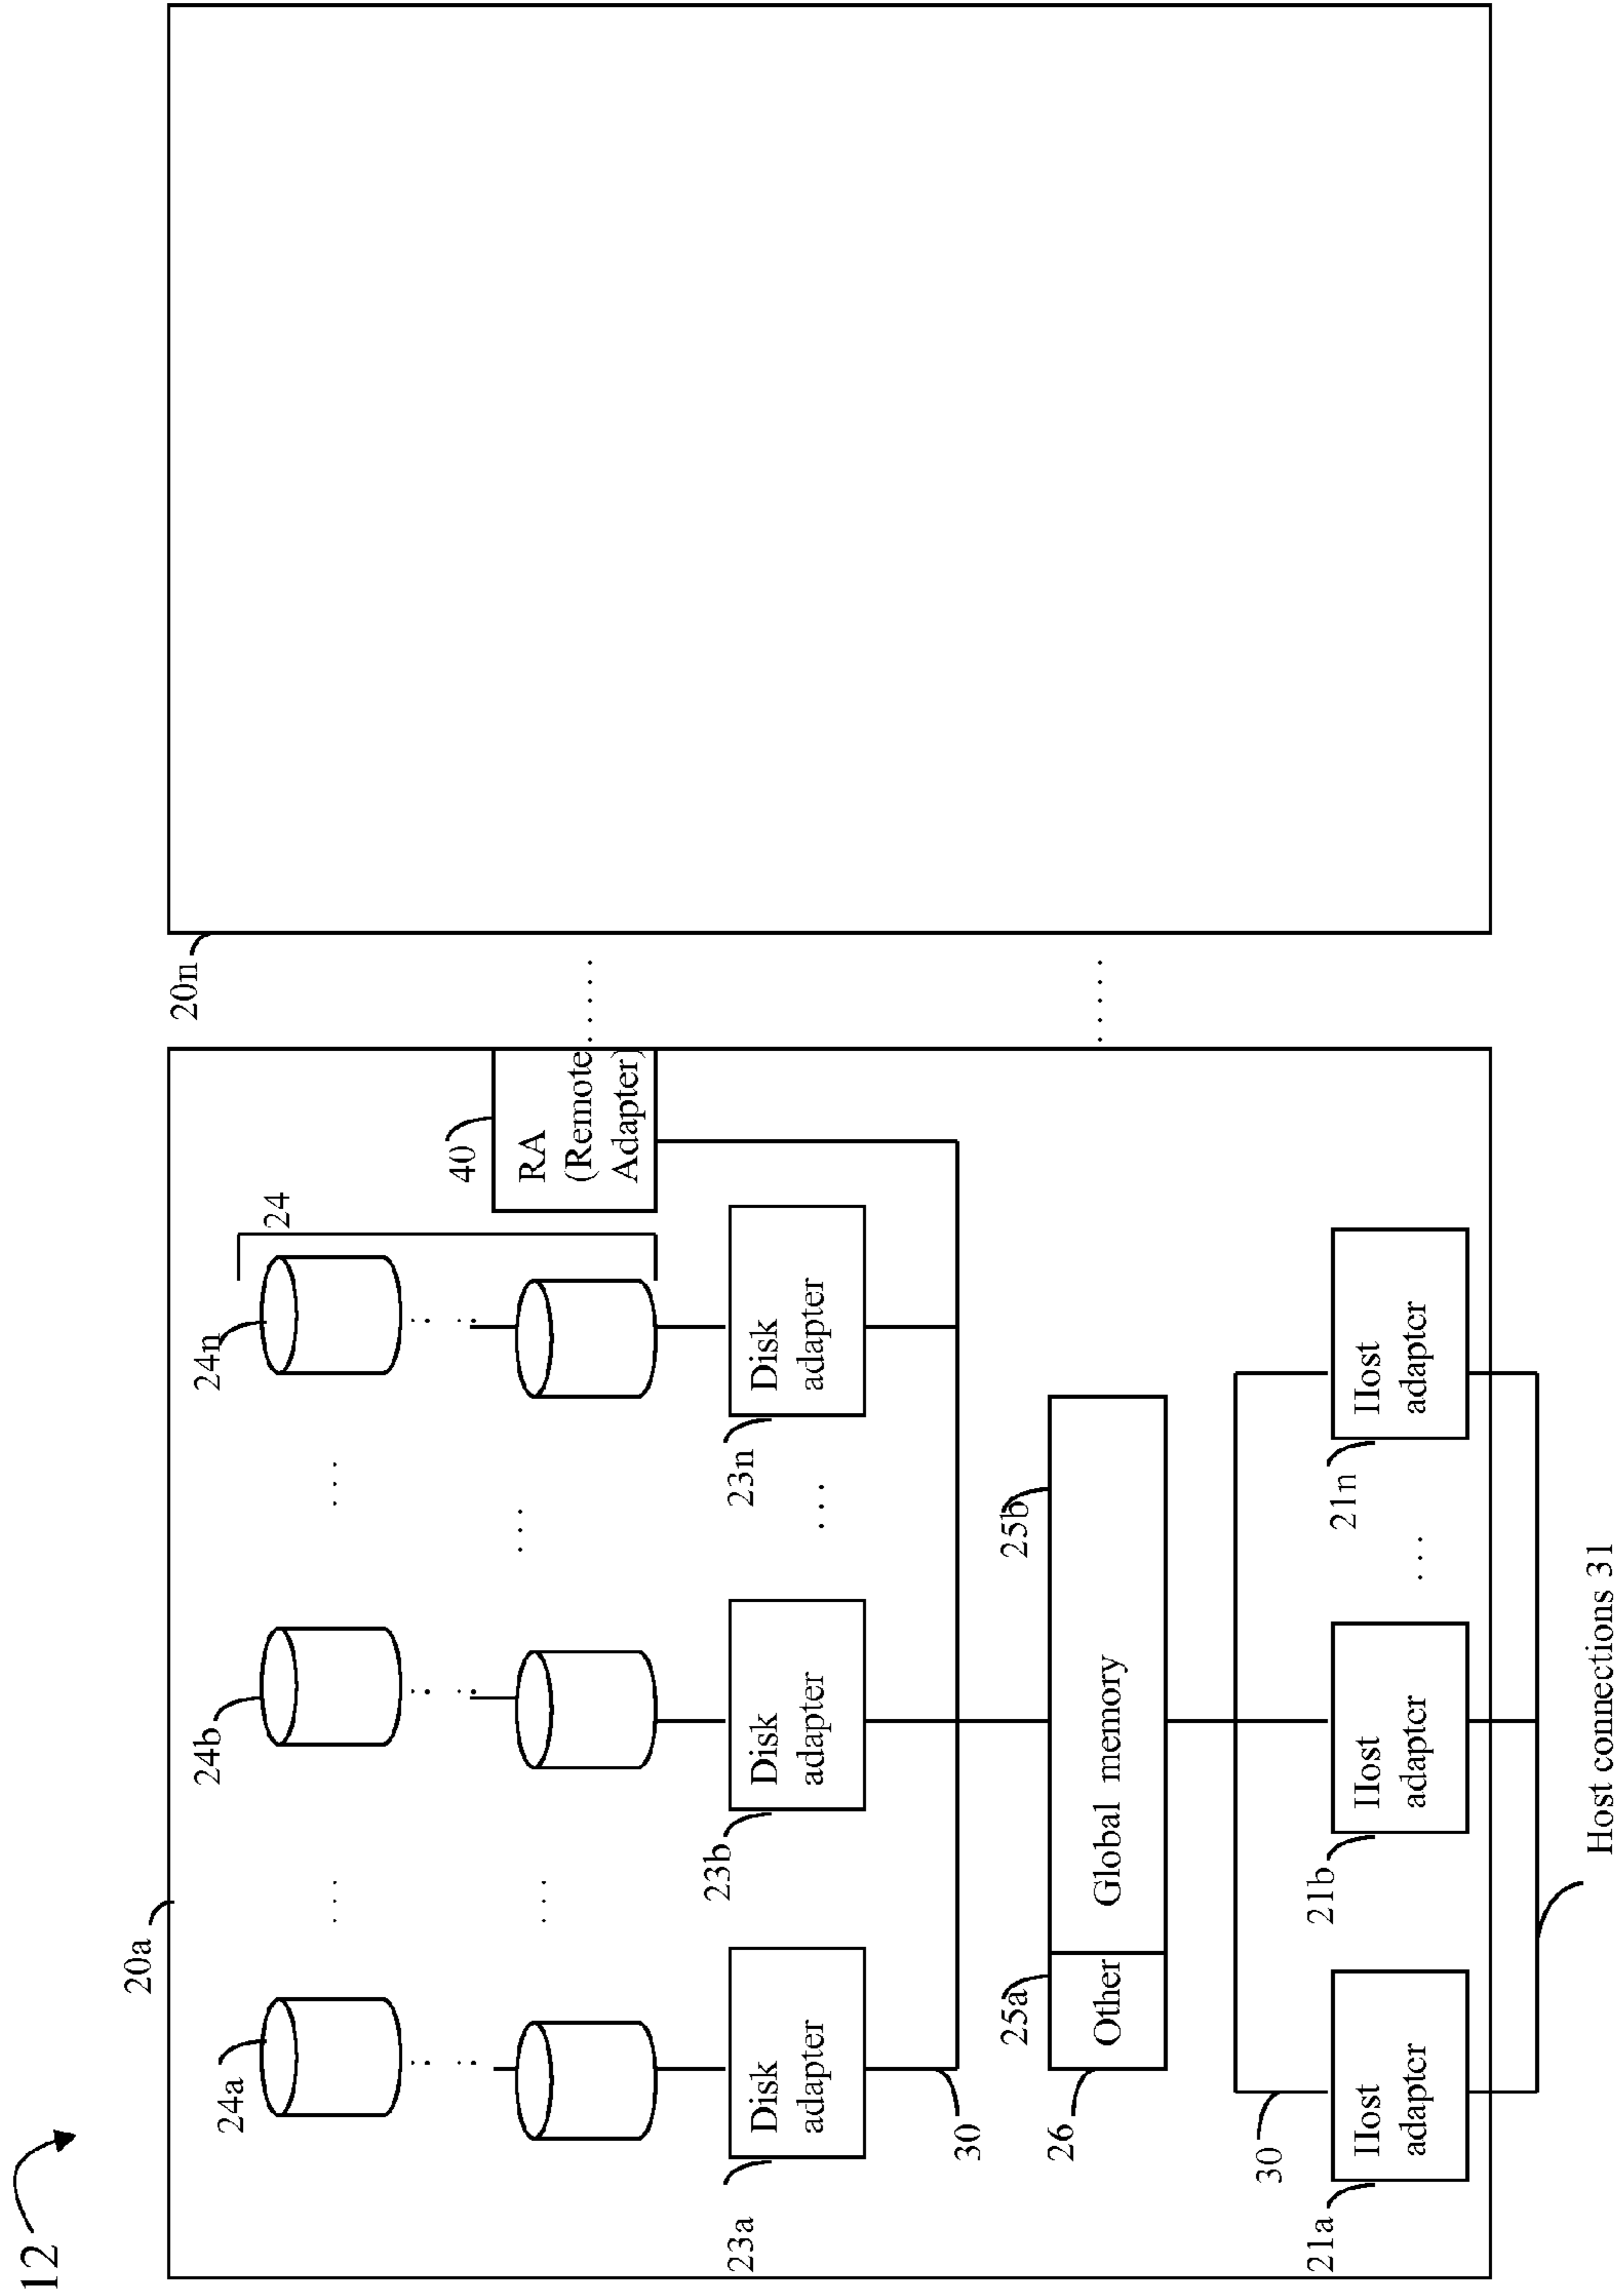 12
20a
20n
24a
24b
24n
24
40
RA
(Remote
Adapter)
23a
Disk
adapter
23b
Disk
adapter
23n
Disk
adapter
30
25a
25b
26
Other
Global memory
30
21a
Host
adapter
21b
Host
adapter
21n
Host
adapter
Host connections 31